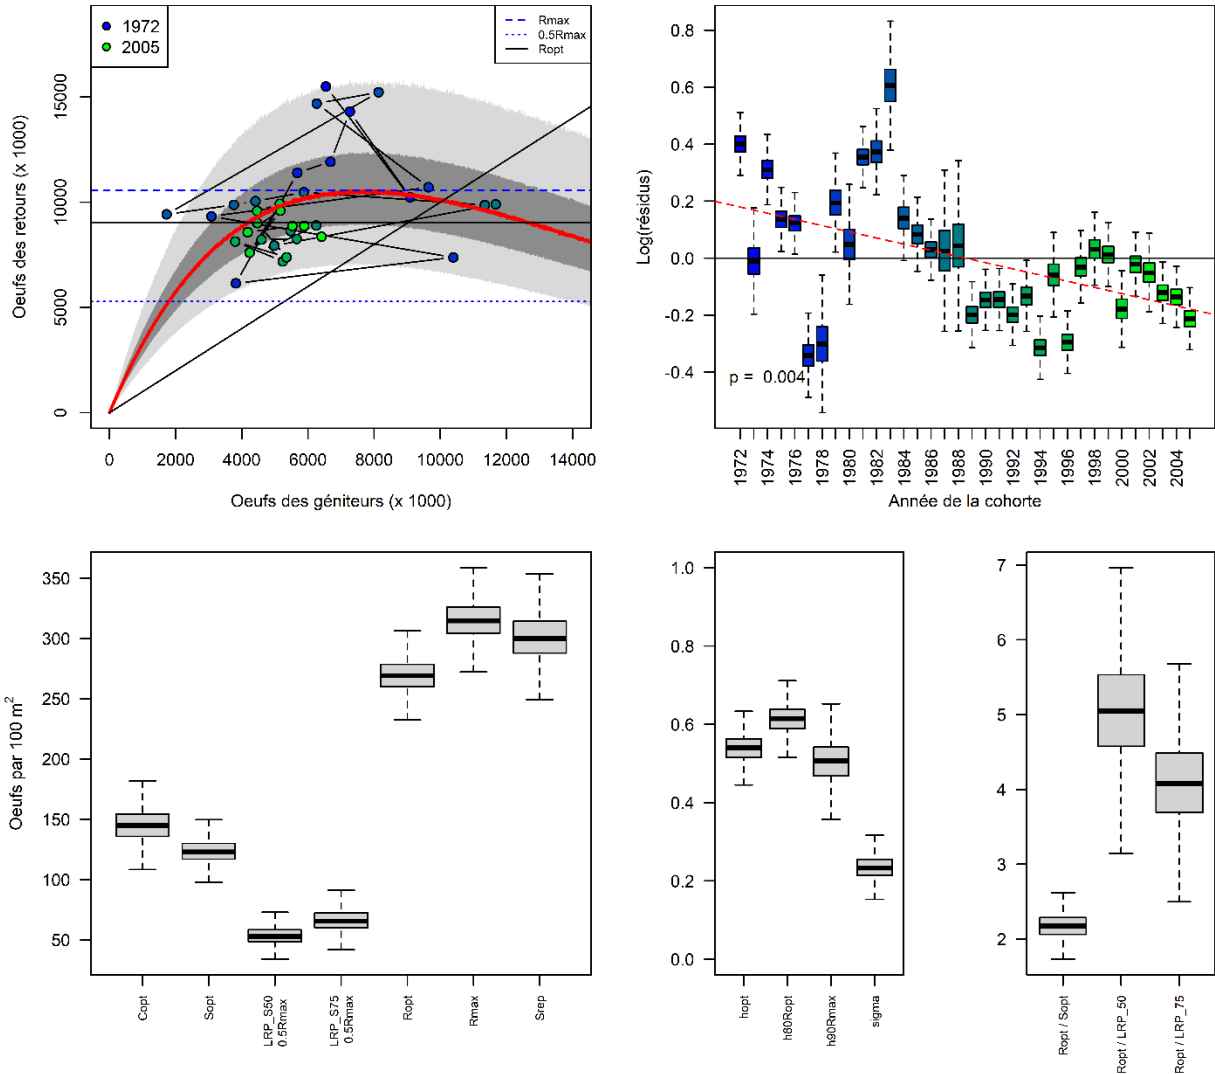 1972
2005
Rmax
0.5Rmax
Ropt
Oeufs des retours (x 1000)
15000
10000
5000
0
0 2000 4000 6000 8000 10000 12000 14000
Oeufs des géniteurs (x 1000)
Log(résidus)
0.8
0.6
0.4
0.2
0.0
-0.2
-0.4
p = 0.004
1972 1974 1976 1978 1980 1982 1984 1986 1988 1990 1992 1994 1996 1998 2000 2002 2004
Année de la cohorte
Oeufs par 100 m²
350
300
250
200
150
100
50
Copt
Sopt
LRP_S50
0.5Rmax
LRP_S75
0.5Rmax
Ropt
Rmax
Srep
1.0
0.8
0.6
0.4
0.2
0.0
hopt
h80Ropt
h90Rmax
sigma
7
6
5
4
3
2
Ropt / Sopt
Ropt / LRP_50
Ropt / LRP_75